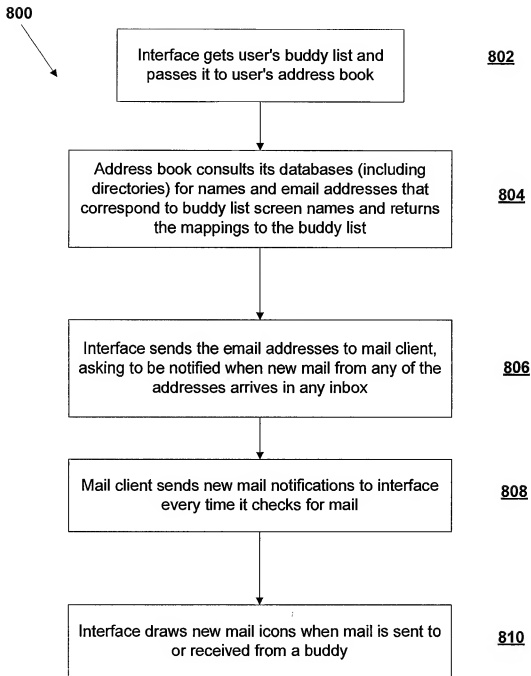 800
Interface gets user's buddy list and
passes it to user's address book
802
Address book consults its databases (including
directories) for names and email addresses that
correspond to buddy list screen names and returns
the mappings to the buddy list
804
Interface sends the email addresses to mail client,
asking to be notified when new mail from any of the
addresses arrives in any inbox
806
Mail client sends new mail notifications to interface
every time it checks for mail
808
Interface draws new mail icons when mail is sent to
or received from a buddy
810